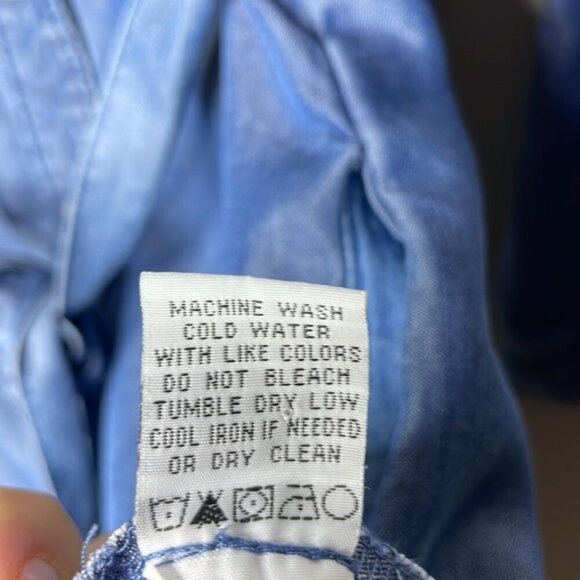 MACHINE WASH
COLD WATER
WITH LIKE COLORS
DO NOT BLEACH
TUMBLE DRY LOW
COOL IRON IF NEEDED
OR DRY CLEAN